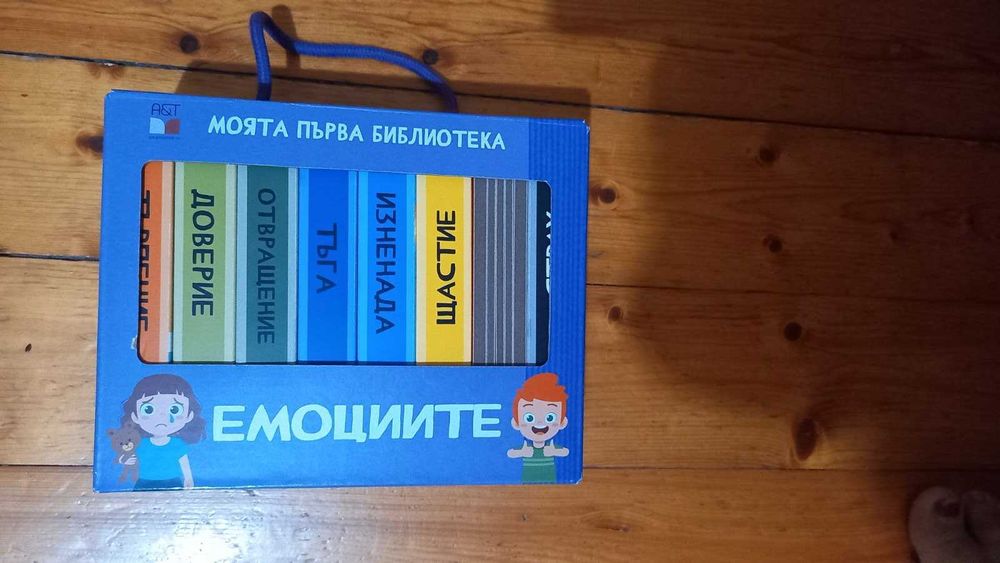 A&T
МОЯТА ПЪРВА БИБЛИОТЕКА
ДОВЕРИЕ
ОТВРАЩЕНИЕ
ТЪГА
ИЗНЕНАДА
ЩАСТИЕ
ЕМОЦИИТЕ